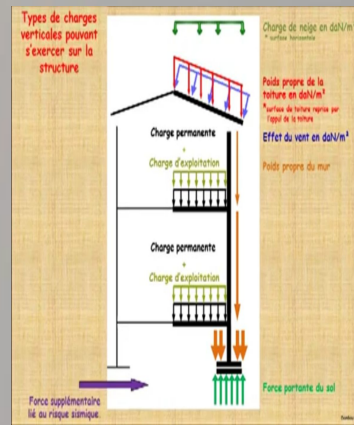 Types de charges
verticales pouvant
s'exercer sur la
structure
Charge de neige en daN/m²
* surface horizontale
Poids propre de la
toiture en daN/m²
*surface de toiture reprise par
l'appui de la toiture
Effet du vent en daN/m²
Poids propre du mur
Charge permanente
+
Charge d'exploitation
Charge permanente
+
Charge d'exploitation
Force supplémentaire
lié au risque sismique.
Force portante du sol